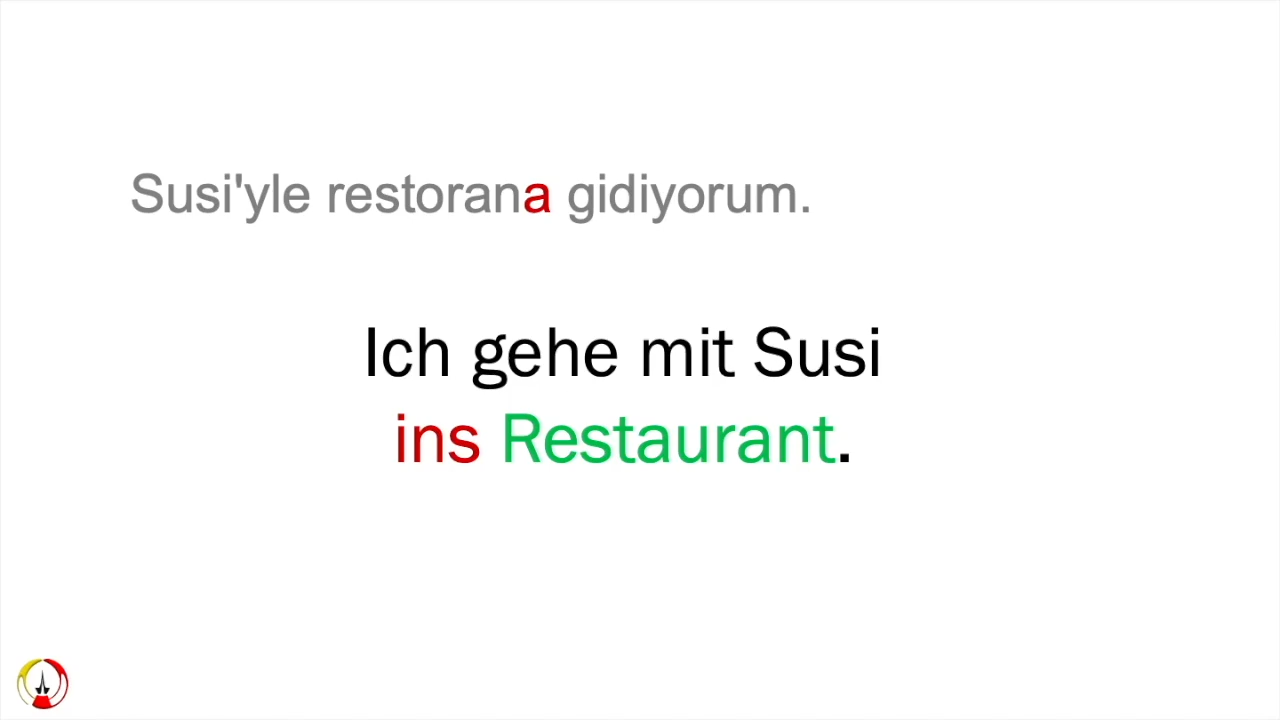 Susi'yle restorana gidiyorum.
Ich gehe mit Susi
ins Restaurant.